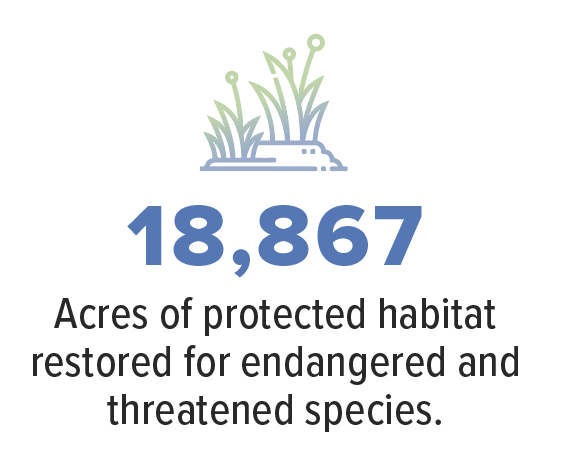 18,867
Acres of protected habitat
restored for endangered and
threatened species.